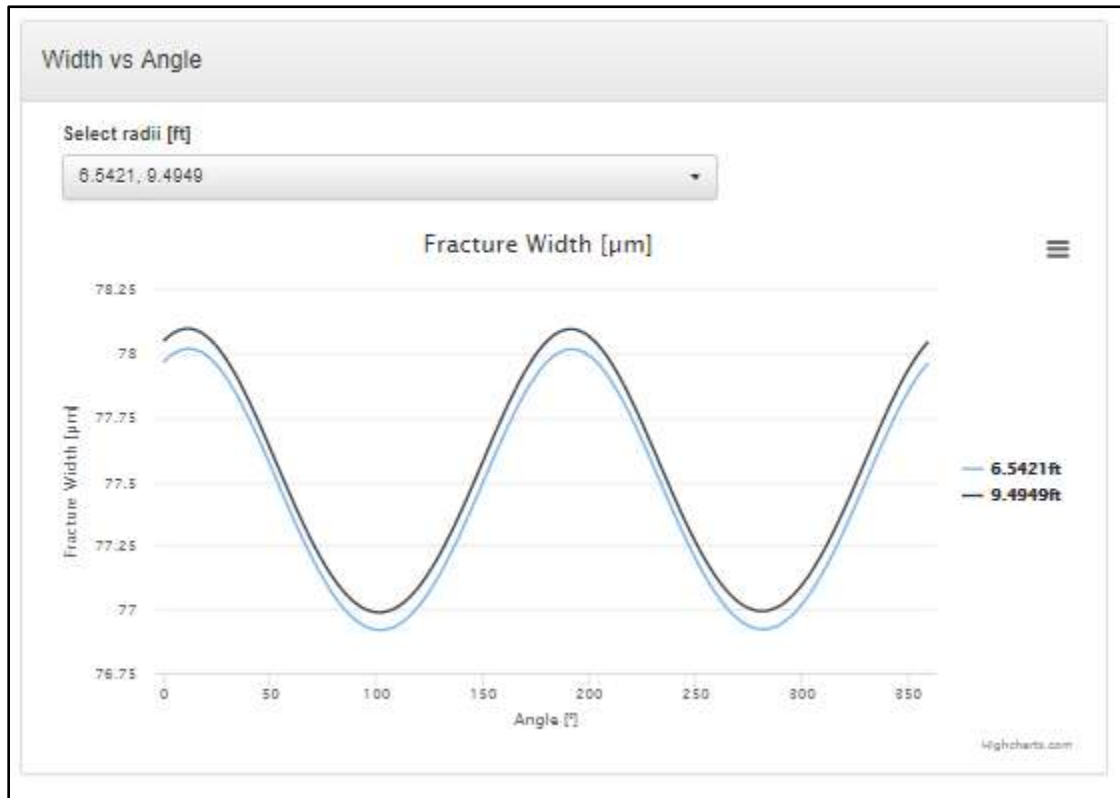 Width vs Angle
Select radii [ft]
6.5421, 9.4949
Fracture Width [µm]
78.25
78
77.75
77.5
77.25
77
76.75
Fracture Width [µm]
0 50 100 150 200 250 300 350
Angle [°]
6.5421ft
9.4949ft
Highcharts.com